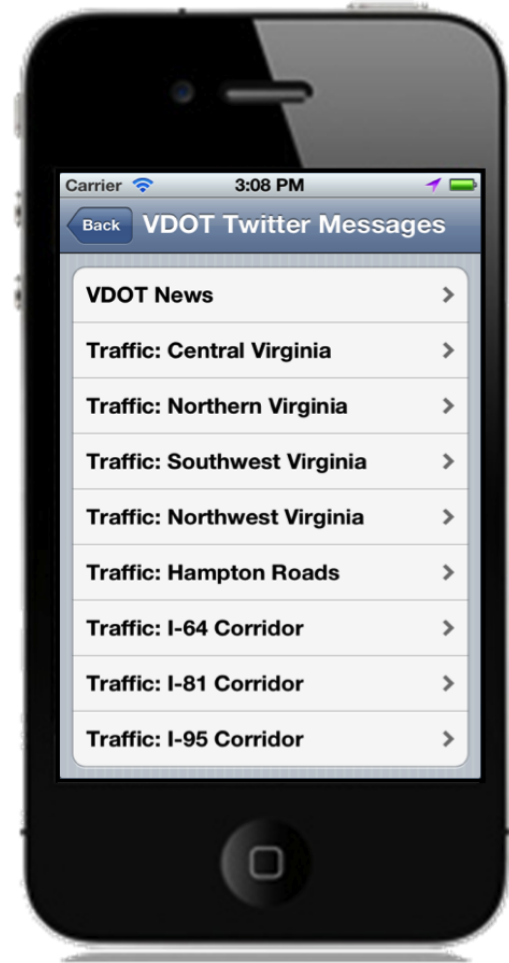 Carrier 3:08 PM
Back VDOT Twitter Messages
VDOT News
Traffic: Central Virginia
Traffic: Northern Virginia
Traffic: Southwest Virginia
Traffic: Northwest Virginia
Traffic: Hampton Roads
Traffic: I-64 Corridor
Traffic: I-81 Corridor
Traffic: I-95 Corridor